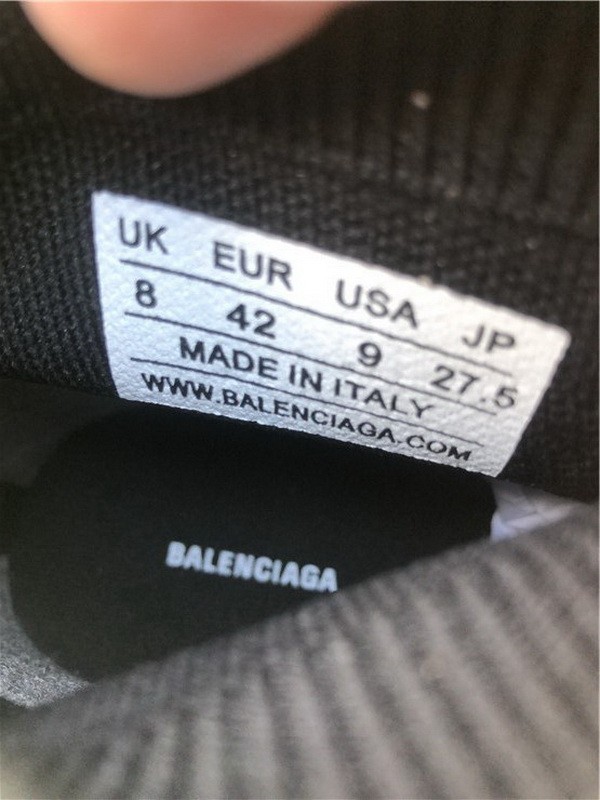 UK EUR USA JP
8 42 9 27.5
MADE IN ITALY
WWW.BALENCIAGA.COM
BALENCIAGA